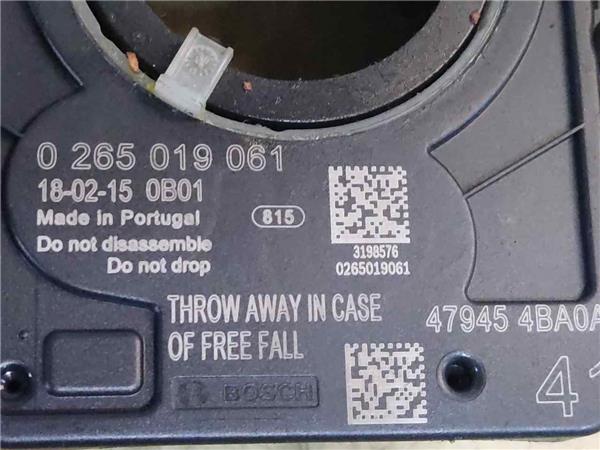 0 265 019 061
18-02-15 0B01
Made in Portugal
815
Do not disassemble
Do not drop
3198576
0265019061
THROW AWAY IN CASE
OF FREE FALL
47945 4BA0A
BOSCH
41